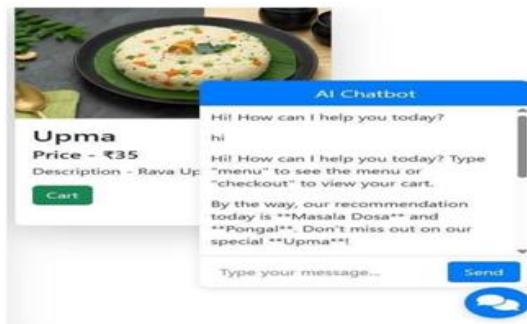 Upma
Price - ₹35
Description - Rava Up
Cart
AI Chatbot
Hi! How can I help you today?
hi
Hi! How can I help you today? Type
"menu" to see the menu or
"checkout" to view your cart.
By the way, our recommendation
today is **Masala Dosa** and
**Pongal**. Don't miss out on our
special **Upma**!
Type your message...
Send